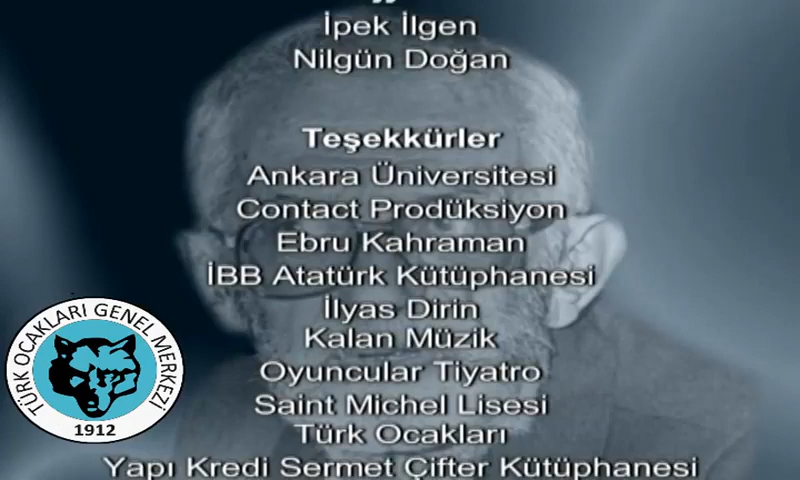 İpek İlgen
Nilgün Doğan
Teşekkürler
Ankara Üniversitesi
Contact Prodüksiyon
Ebru Kahraman
İBB Atatürk Kütüphanesi
İlyas Dirin
Kalan Müzik
Oyuncular Tiyatro
Saint Michel Lisesi
Türk Ocakları
Yapı Kredi Sermet Çifter Kütüphanesi
TÜRK OCAKLARI GENEL MERKEZİ
1912